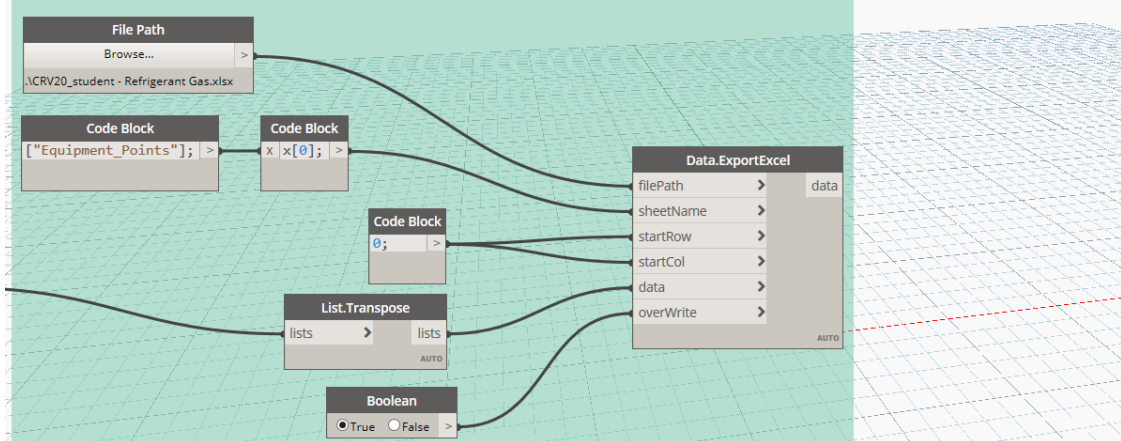 File Path
Browse... >
.\CRV20_student - Refrigerant Gas.xlsx
Code Block
["Equipment_Points"]; >
Code Block
x x[0]; >
Code Block
0; >
List.Transpose
lists > lists
AUTO
Boolean
True False >
Data.ExportExcel
filePath > data
sheetName >
startRow >
startCol >
data >
overWrite >
AUTO